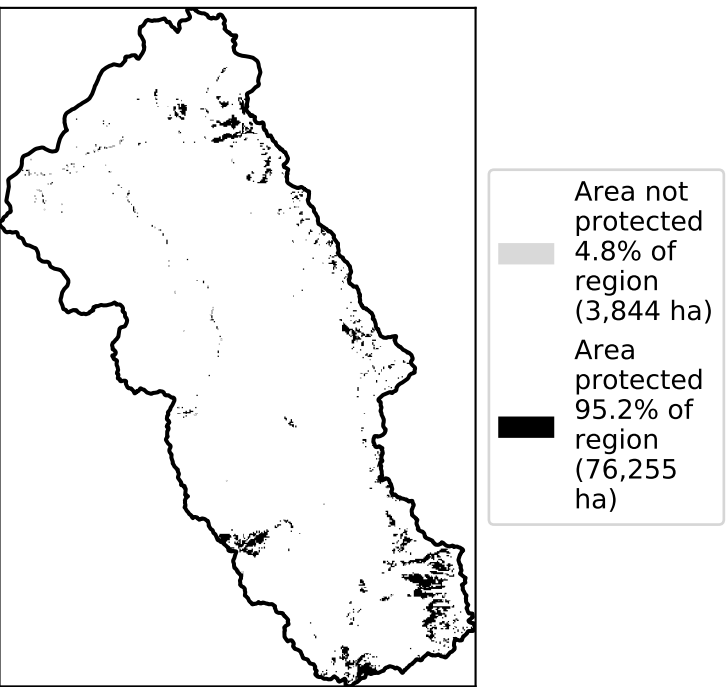 Area not
protected
4.8% of
region
(3,844 ha)
Area
protected
95.2% of
region
(76,255
ha)